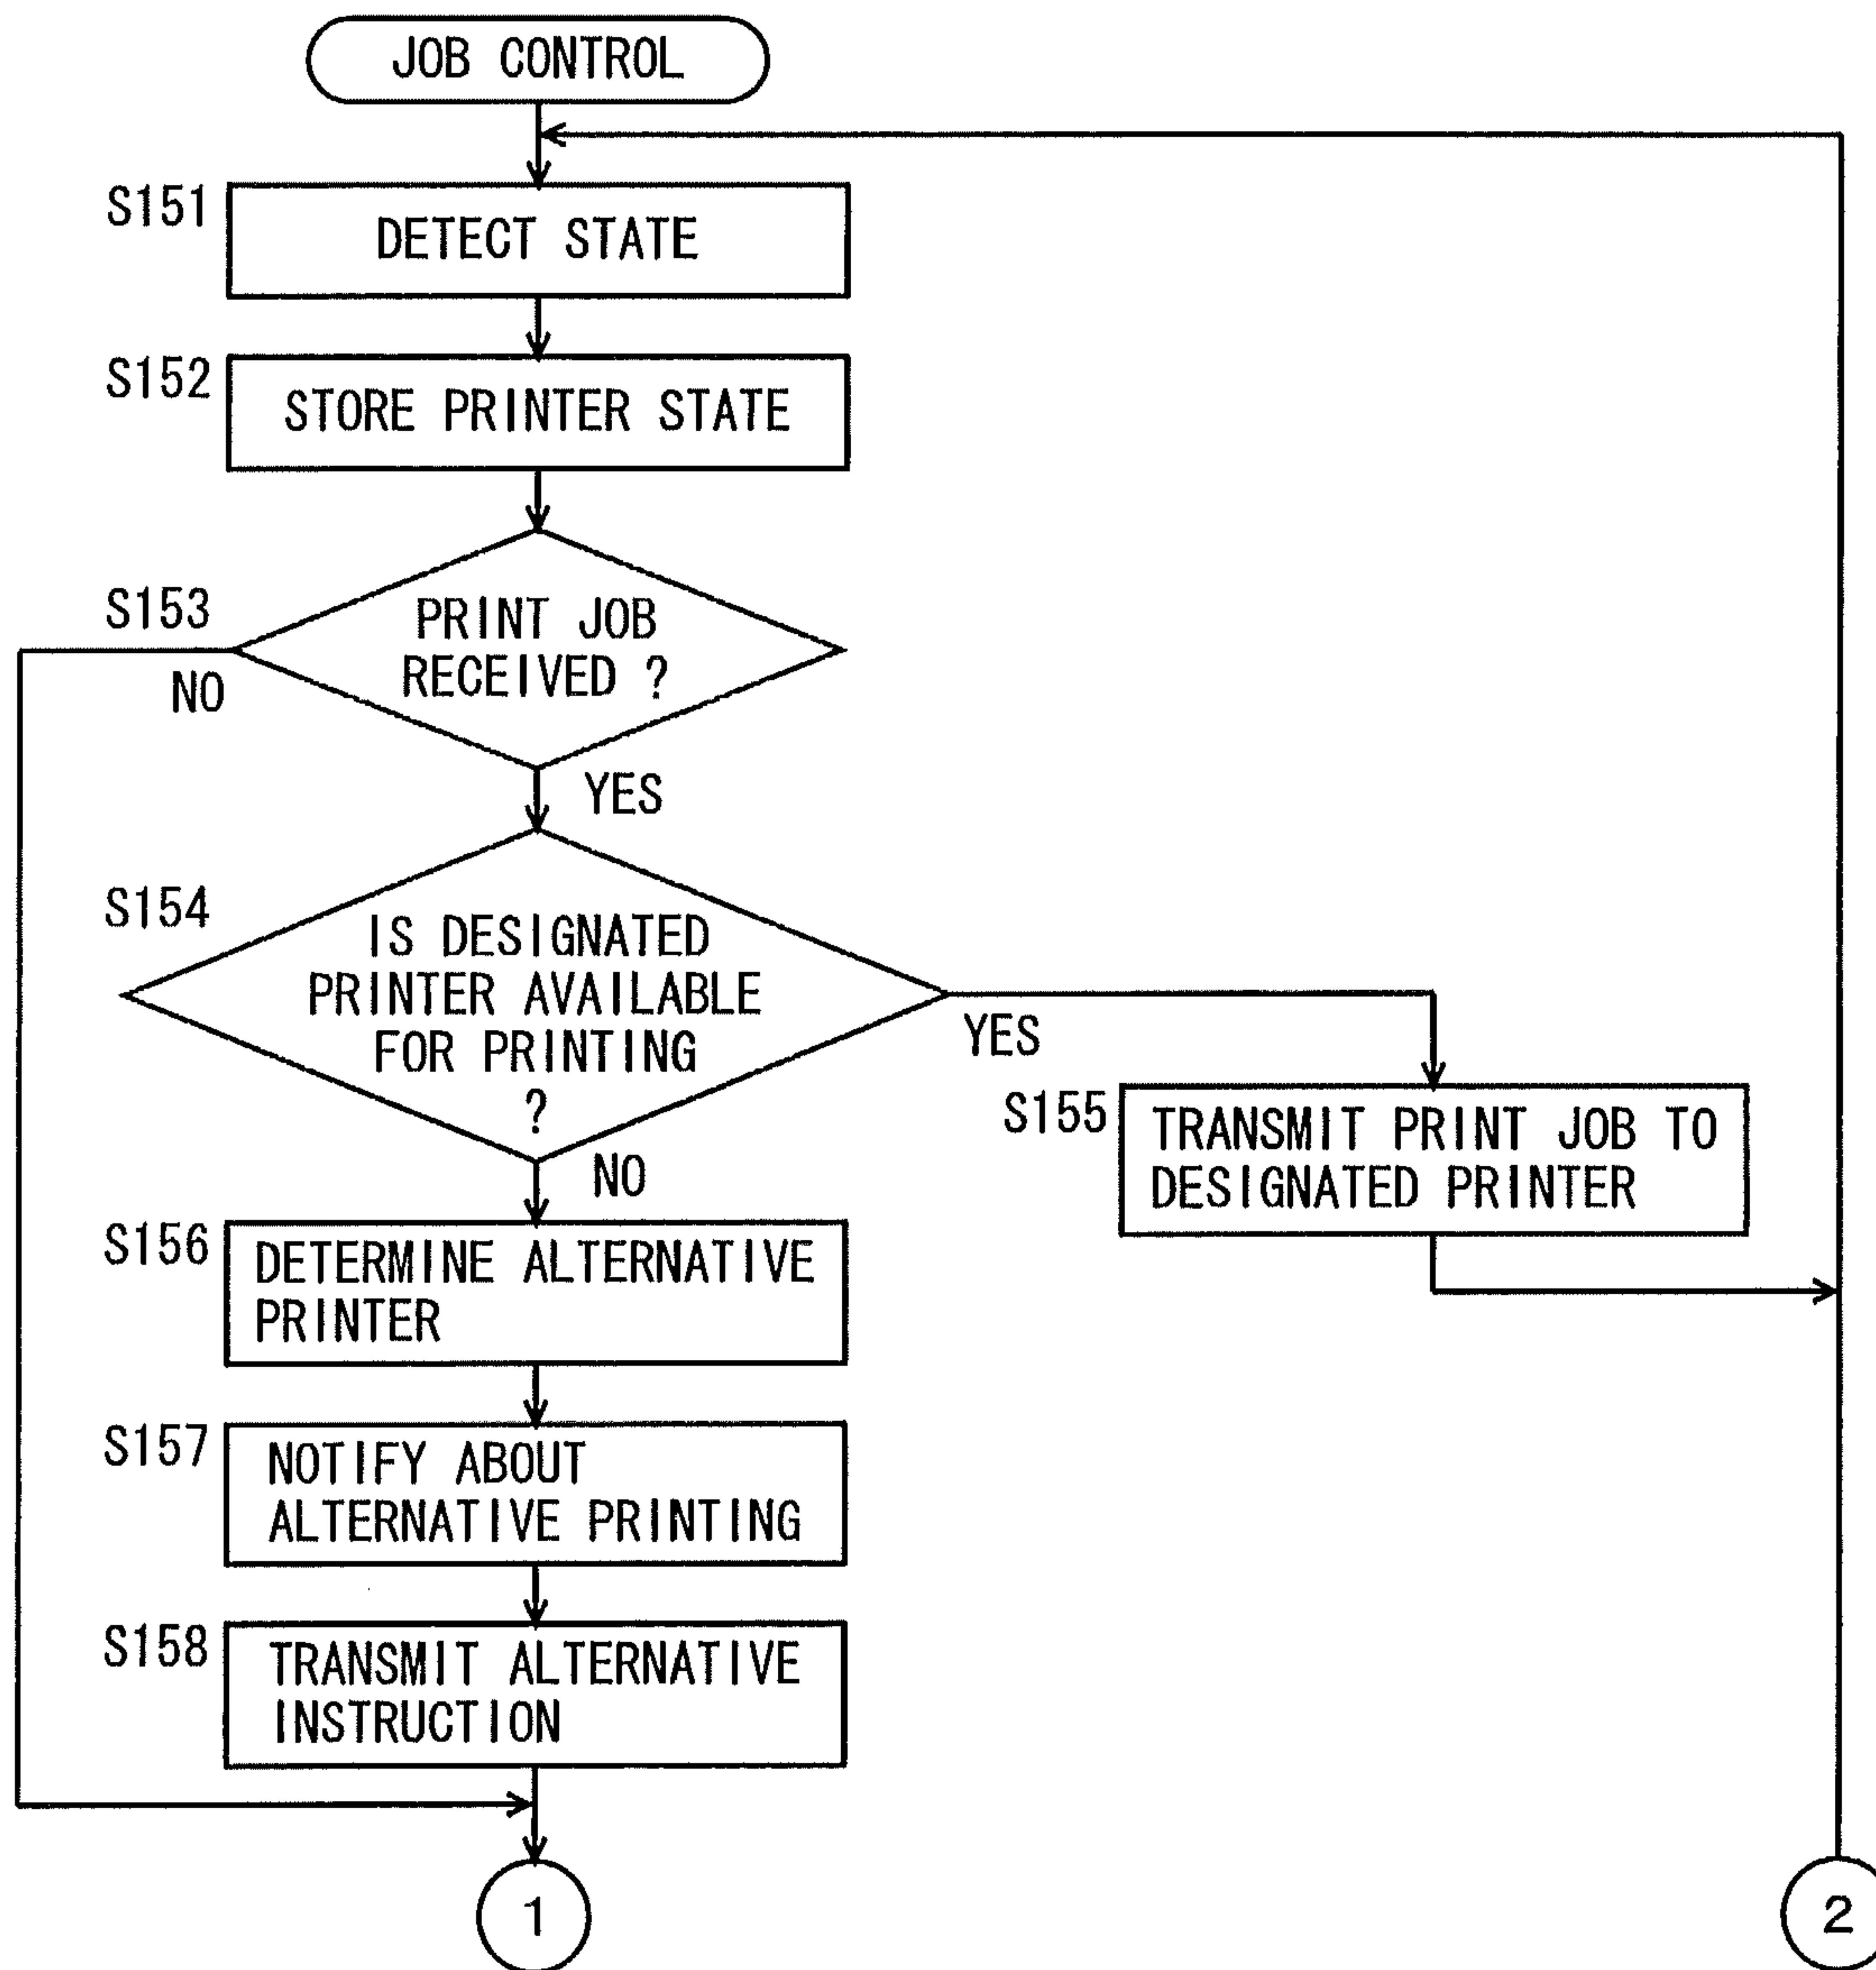 JOB CONTROL
S151
DETECT STATE
S152
STORE PRINTER STATE
S153
PRINT JOB
RECEIVED ?
NO
YES
S154
IS DESIGNATED
PRINTER AVAILABLE
FOR PRINTING
?
YES
NO
S155
TRANSMIT PRINT JOB TO
DESIGNATED PRINTER
S156
DETERMINE ALTERNATIVE
PRINTER
S157
NOTIFY ABOUT
ALTERNATIVE PRINTING
S158
TRANSMIT ALTERNATIVE
INSTRUCTION
1
2